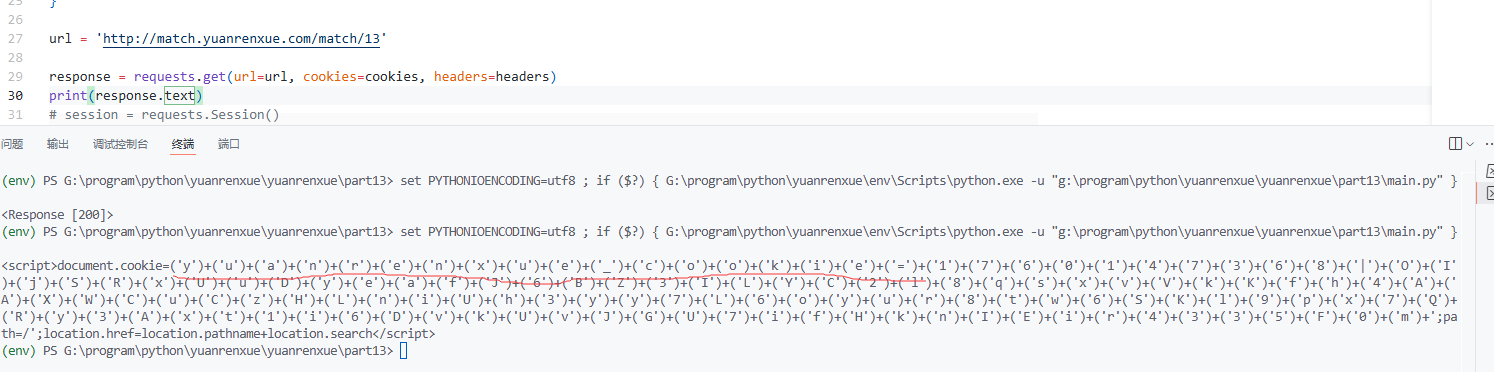 25 }
26
27 url = 'http://match.yuanrenxue.com/match/13'
28
29 response = requests.get(url=url, cookies=cookies, headers=headers)
30 print(response.text)
31 # session = requests.Session()
问题 输出 调试控制台 终端 端口
(env) PS G:\program\python\yuanrenxue\yuanrenxue\part13> set PYTHONIOENCODING=utf8 ; if ($?) { G:\program\python\yuanrenxue\env\Scripts\python.exe -u "g:\program\python\yuanrenxue\yuanrenxue\part13\main.py" }
<Response [200]>
(env) PS G:\program\python\yuanrenxue\yuanrenxue\part13> set PYTHONIOENCODING=utf8 ; if ($?) { G:\program\python\yuanrenxue\env\Scripts\python.exe -u "g:\program\python\yuanrenxue\yuanrenxue\part13\main.py" }
<script>document.cookie=('y')+('u')+('a')+('n')+('r')+('e')+('n')+('x')+('u')+('e')+('_')+('c')+('o')+('o')+('k')+('i')+('e')+('=')+('1')+('7')+('6')+('0')+('1')+('4')+('7')+('3')+('6')+('8')+('|')+('O')+('I')+('j')+('S')+('R')+('x')+('U')+('u')+('D')+('y')+('e')+('a')+('f')+('J')+('6')+('B')+('Z')+('3')+('I')+('L')+('Y')+('C')+('2')+('l')+('8')+('q')+('s')+('x')+('v')+('V')+('k')+('K')+('f')+('h')+('4')+('A')+('A')+('X')+('W')+('C')+('u')+('C')+('z')+('H')+('L')+('n')+('i')+('U')+('h')+('3')+('y')+('y')+('7')+('L')+('6')+('o')+('y')+('u')+('r')+('8')+('t')+('w')+('6')+('S')+('K')+('l')+('9')+('p')+('x')+('7')+('Q')+('R')+('y')+('3')+('A')+('x')+('t')+('1')+('i')+('6')+('D')+('v')+('k')+('U')+('v')+('J')+('G')+('U')+('7')+('i')+('f')+('H')+('k')+('n')+('I')+('E')+('i')+('r')+('4')+('3')+('3')+('5')+('F')+('0')+('m')+';path=/';location.href=location.pathname+location.search</script>
(env) PS G:\program\python\yuanrenxue\yuanrenxue\part13>